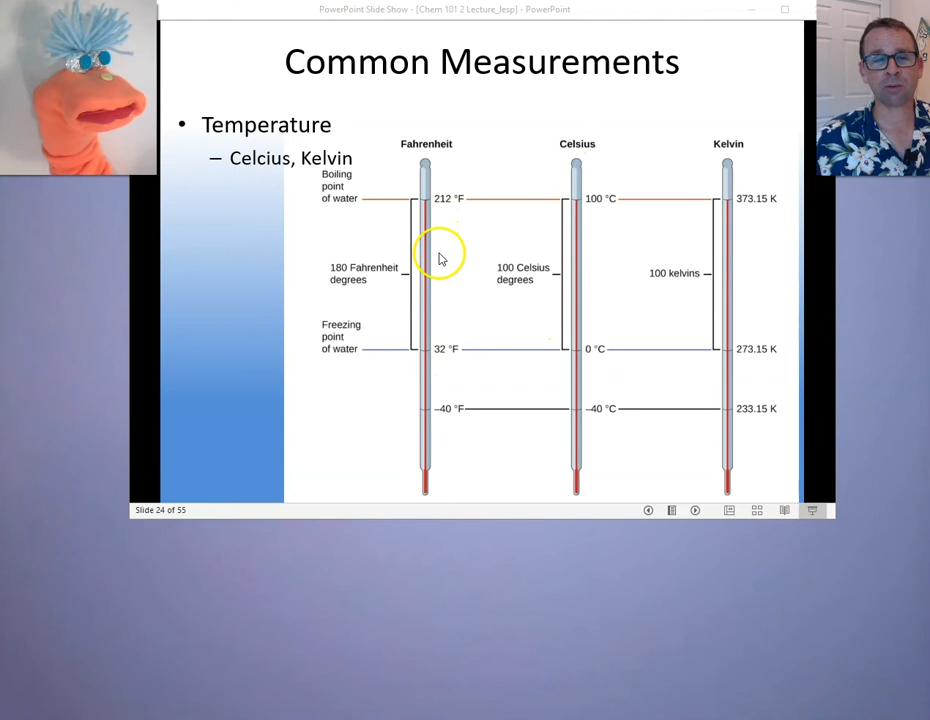 PowerPoint Slide Show - [Chem 101 2 Lecture_lesp] - PowerPoint
Common Measurements
• Temperature
– Celcius, Kelvin
Fahrenheit
Celsius
Kelvin
Boiling
point
of water
212 °F
100 °C
373.15 K
180 Fahrenheit
degrees
100 Celsius
degrees
100 kelvins
Freezing
point
of water
32 °F
0 °C
273.15 K
–40 °F
–40 °C
233.15 K
Slide 24 of 55